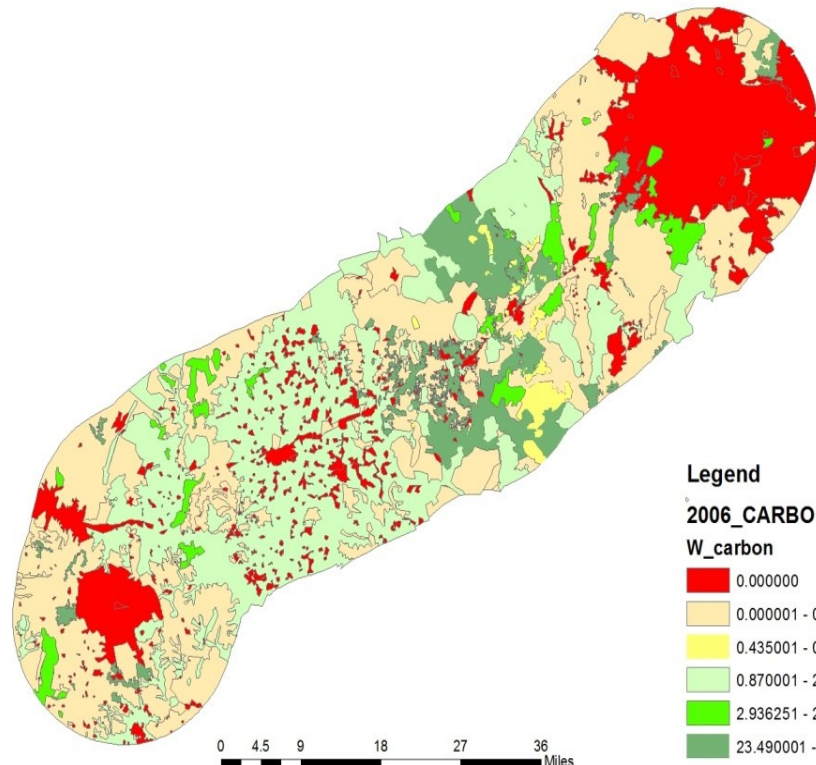 Legend
2006_CARBO
W_carbon
0.000000
0.000001 - 0
0.435001 - 0
0.870001 - 2
2.936251 - 2
23.490001 -
0 2 4.5 9 18 27 36
Miles